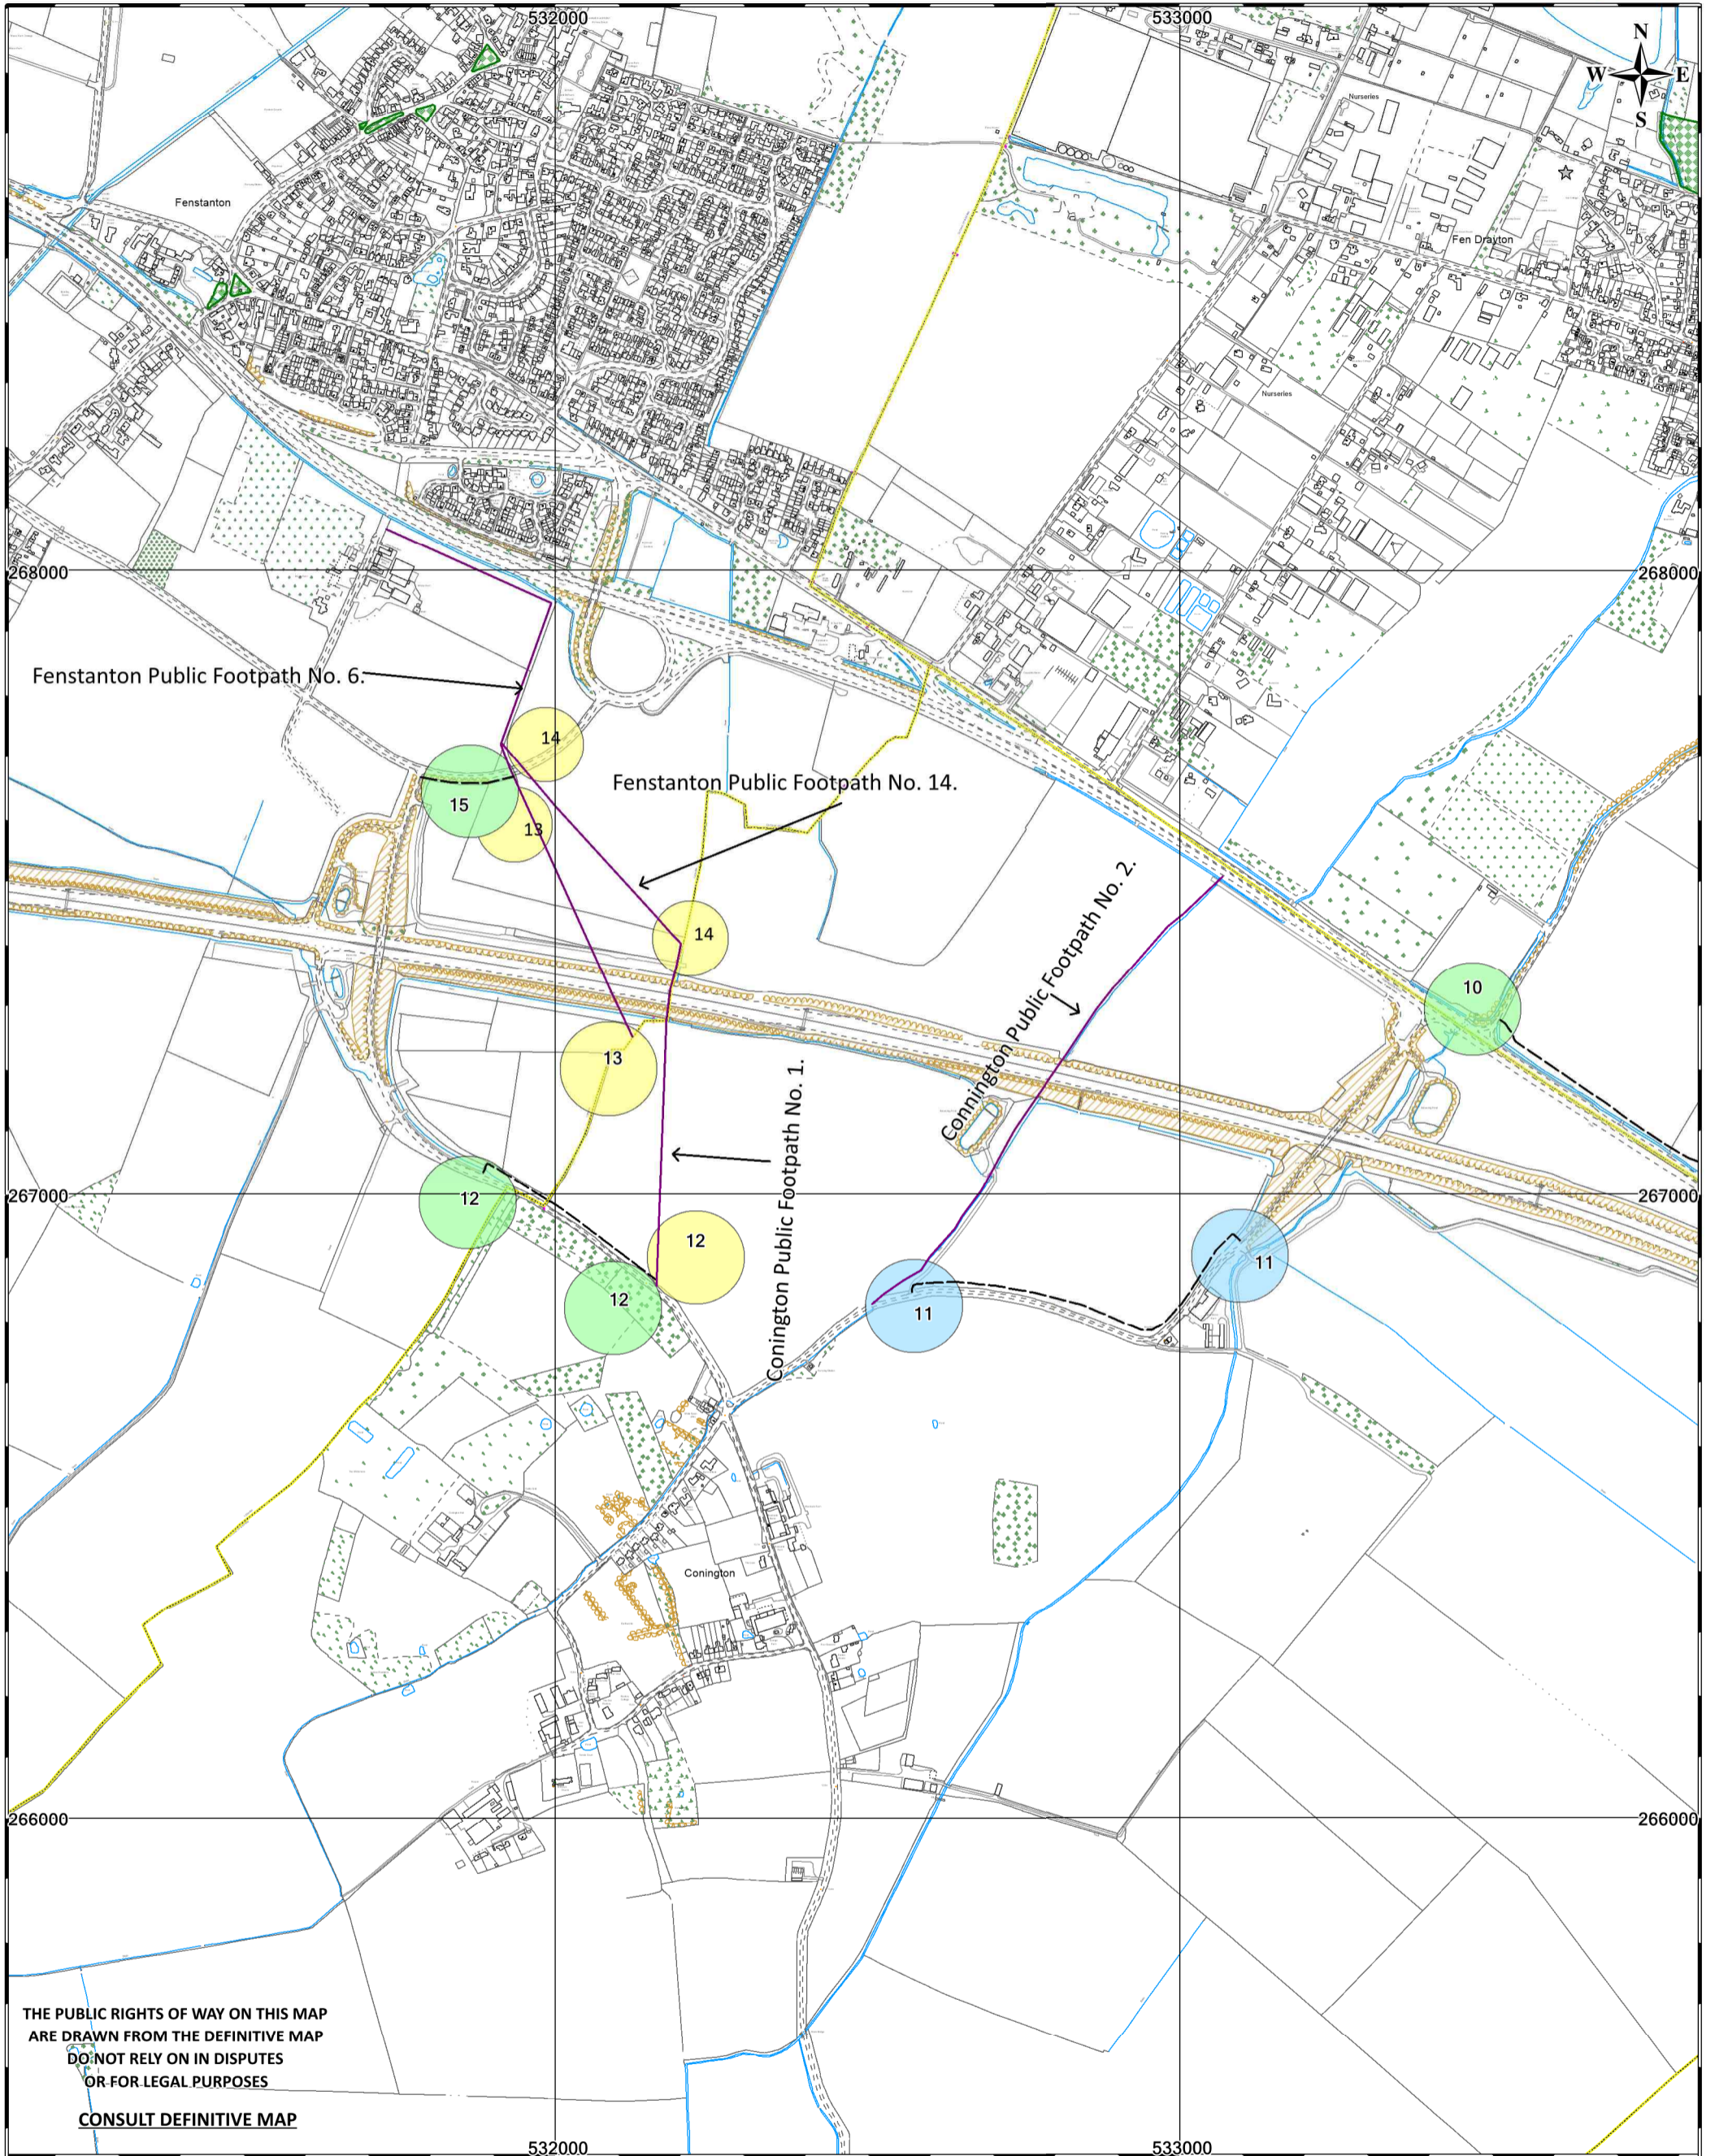 532000
533000
N
W E
S
Nurseries
Fenstanton
Fen Drayton
Nurseries
268000
268000
Fenstanton Public Footpath No. 6.
14
Fenstanton Public Footpath No. 14.
15
13
Connington Public Footpath No. 2.
14
10
13
Conington Public Footpath No. 1.
267000
267000
12
12
11
12
11
Conington
266000
266000
THE PUBLIC RIGHTS OF WAY ON THIS MAP
ARE DRAWN FROM THE DEFINITIVE MAP
DO NOT RELY ON IN DISPUTES
OR FOR LEGAL PURPOSES
CONSULT DEFINITIVE MAP
532000
533000